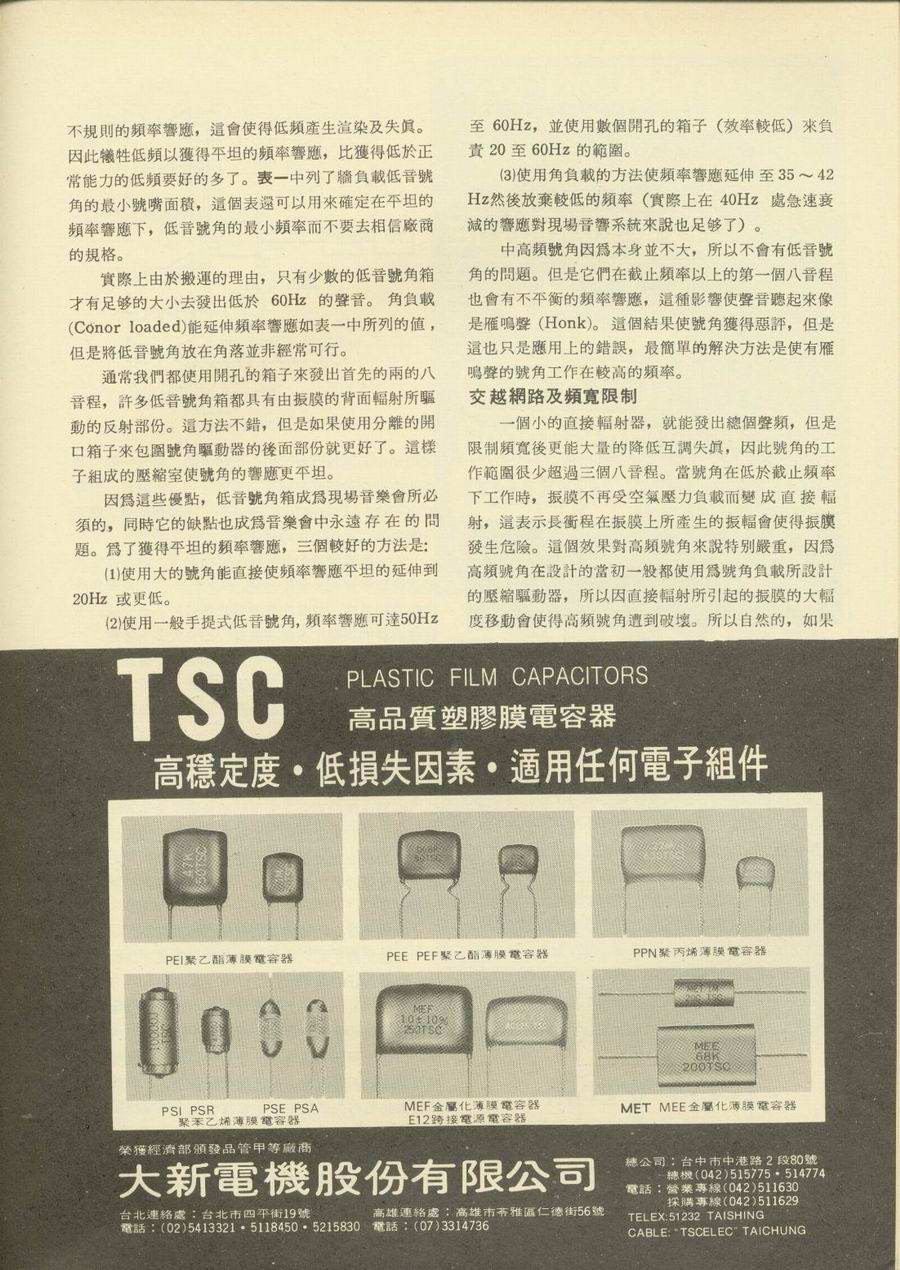 不規則的頻率響應，這會使得低頻產生渲染及失眞。
因此犧牲低頻以獲得平坦的頻率響應，比獲得低於正
常能力的低頻要好的多了。表一中列了牆負載低音號
角的最小號嘴面積，這個表還可以用來確定在平坦的
頻率響應下，低音號角的最小頻率而不要去相信廠商
的規格。
實際上由於搬運的理由，只有少數的低音號角箱
才有足够的大小去發出低於 60Hz 的聲音。角負載
(Conor loaded)能延伸頻率響應如表一中所列的値，
但是將低音號角放在角落並非經常可行。
通常我們都使用開孔的箱子來發出首先的兩的八
音程，許多低音號角箱都具有由振膜的背面輻射所驅
動的反射部份。這方法不錯，但是如果使用分離的開
口箱子來包圍號角驅動器的後面部份就更好了。這樣
子組成的壓縮室使號角的響應更平坦。
因爲這些優點，低音號角箱成爲現場音樂會所必
須的，同時它的缺點也成爲音樂會中永遠存在的問
題。爲了獲得平坦的頻率響應，三個較好的方法是:
⑴使用大的號角能直接使頻率響應平坦的延伸到
20Hz 或更低。
⑵使用一般手提式低音號角,頻率響應可達50Hz
至 60Hz，並使用數個開孔的箱子（效率較低）來負
責 20 至 60Hz 的範圍。
⑶使用角負載的方法使頻率響應延伸至 35～42
Hz然後放棄較低的頻率（實際上在 40Hz 處急速衰
減的響應對現場音響系統來說也足够了）。
中高頻號角因爲本身並不大，所以不會有低音號
角的問題。但是它們在截止頻率以上的第一個八音程
也會有不平衡的頻率響應，這種影響使聲音聽起來像
是雁鳴聲 (Honk)。這個結果使號角獲得惡評，但是
這也只是應用上的錯誤，最簡單的解決方法是使有雁
鳴聲的號角工作在較高的頻率。
交越網路及頻寬限制
一個小的直接輻射器，就能發出總個聲頻，但是
限制頻寬後更能大量的降低互調失眞，因此號角的工
作範圍很少超過三個八音程。當號角在低於截止頻率
下工作時，振膜不再受空氣壓力負載而變成直接輻
射，這表示長衝程在振膜上所產生的振幅會使得振膜
發生危險。這個效果對高頻號角來說特別嚴重，因爲
高頻號角在設計的當初一般都使用爲號角負載所設計
的壓縮驅動器，所以因直接輻射所引起的振膜的大幅
度移動會使得高頻號角遭到破壞。所以自然的，如果
TSC
PLASTIC FILM CAPACITORS
高品質塑膠膜電容器
高穩定度・低損失因素・適用任何電子組件
.47K
50TSC
PEI聚乙酯薄膜電容器
PEE PEF聚乙酯薄膜電容器
PPN聚丙烯薄膜電容器
100000
TSC
PSI PSR PSE PSA
聚苯乙烯薄膜電容器
MEF
1.0±10%
250TSC
MEF金屬化薄膜電容器
E12跨接電源電容器
MEE
.68K
200TSC
MET MEE金屬化薄膜電容器
榮獲經濟部頒發品管甲等廠商
大新電機股份有限公司
台北連絡處：台北市四平街19號
電話：(02)5413321・5118450・5215830
高雄連絡處：高雄市苓雅區仁德街56號
電話：(07)3314736
總公司：台中市中港路2段80號
電話：總機(042)515775・514774
營業專線(042)511630
採購專線(042)511629
TELEX:51232 TAISHING
CABLE:"TSCELEC" TAICHUNG